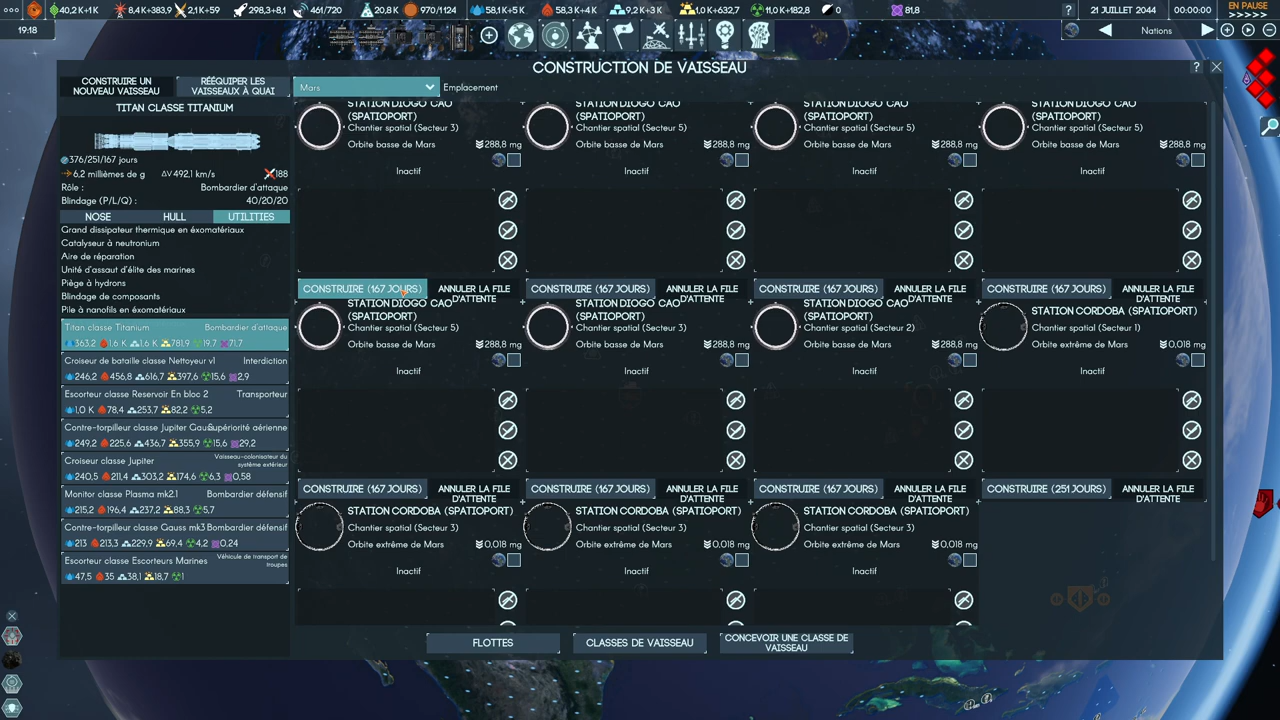 40,2 K+1 K
8,4 K+383,9
2,1 K+59
298,3+8,1
461/720
20,8 K
970/1124
58,1 K+5 K
58,3 K+4 K
9,2 K+3 K
1,0 K+632,7
11,0 K+182,8
0
91,8
?
21 JUILLET 2044
00:00:00
EN PAUSE
>>>>>
19:18
Nations
CONSTRUCTION DE VAISSEAU
?
CONSTRUIRE UN NOUVEAU VAISSEAU
RÉÉQUIPER LES VAISSEAUX À QUAI
Mars
Emplacement
TITAN CLASSE TITANIUM
376/251/167 jours
6,2 millièmes de g
ΔV 492,1 km/s
188
Rôle :
Bombardier d'attaque
Blindage (P/L/Q) :
40/20/20
NOSE
HULL
UTILITIES
Grand dissipateur thermique en éxomatériaux
Catalyseur à neutronium
Aire de réparation
Unité d'assaut d'élite des marines
Piège à hydrons
Blindage de composants
Pile à nanofils en éxomatériaux
Titan classe Titanium
Bombardier d'attaque
363,2 1,6 K 1,6 K 781,9 19,7 71,7
Croiseur de bataille classe Nettoyeur v1
Interdiction
246,2 456,8 616,7 397,6 15,6 2,9
Escorteur classe Reservoir En bloc 2
Transporteur
1,0 K 78,4 253,7 82,2 5,2
Contre-torpilleur classe Jupiter Gauss
Supériorité aérienne
249,2 225,6 436,7 355,9 15,6 29,2
Croiseur classe Jupiter
Vaisseau-colonisateur du système extérieur
240,5 211,4 303,2 174,6 6,3 0,58
Monitor classe Plasma mk2.1
Bombardier défensif
215,2 196,4 237,2 88,3 5,7
Contre-torpilleur classe Gauss mk3
Bombardier défensif
213 213,3 229,9 69,4 4,2 0,24
Escorteur classe Escorteurs Marines
Véhicule de transport de troupes
47,5 35 38,1 18,7 1
STATION DIOGO CAO (SPATIOPORT)
Chantier spatial (Secteur 3)
Orbite basse de Mars
288,8 mg
Inactif
CONSTRUIRE (167 JOURS)
ANNULER LA FILE D'ATTENTE
STATION DIOGO CAO (SPATIOPORT)
Chantier spatial (Secteur 5)
Orbite basse de Mars
288,8 mg
Inactif
CONSTRUIRE (167 JOURS)
ANNULER LA FILE D'ATTENTE
STATION DIOGO CAO (SPATIOPORT)
Chantier spatial (Secteur 5)
Orbite basse de Mars
288,8 mg
Inactif
CONSTRUIRE (167 JOURS)
ANNULER LA FILE D'ATTENTE
STATION DIOGO CAO (SPATIOPORT)
Chantier spatial (Secteur 5)
Orbite basse de Mars
288,8 mg
Inactif
CONSTRUIRE (167 JOURS)
ANNULER LA FILE D'ATTENTE
STATION DIOGO CAO (SPATIOPORT)
Chantier spatial (Secteur 5)
Orbite basse de Mars
288,8 mg
Inactif
CONSTRUIRE (167 JOURS)
ANNULER LA FILE D'ATTENTE
STATION DIOGO CAO (SPATIOPORT)
Chantier spatial (Secteur 3)
Orbite basse de Mars
288,8 mg
Inactif
CONSTRUIRE (167 JOURS)
ANNULER LA FILE D'ATTENTE
STATION DIOGO CAO (SPATIOPORT)
Chantier spatial (Secteur 2)
Orbite basse de Mars
288,8 mg
Inactif
CONSTRUIRE (167 JOURS)
ANNULER LA FILE D'ATTENTE
STATION CORDOBA (SPATIOPORT)
Chantier spatial (Secteur 1)
Orbite extrême de Mars
0,018 mg
Inactif
CONSTRUIRE (251 JOURS)
ANNULER LA FILE D'ATTENTE
STATION CORDOBA (SPATIOPORT)
Chantier spatial (Secteur 3)
Orbite extrême de Mars
0,018 mg
Inactif
STATION CORDOBA (SPATIOPORT)
Chantier spatial (Secteur 3)
Orbite extrême de Mars
0,018 mg
Inactif
STATION CORDOBA (SPATIOPORT)
Chantier spatial (Secteur 3)
Orbite extrême de Mars
0,018 mg
Inactif
FLOTTES
CLASSES DE VAISSEAU
CONCEVOIR UNE CLASSE DE VAISSEAU